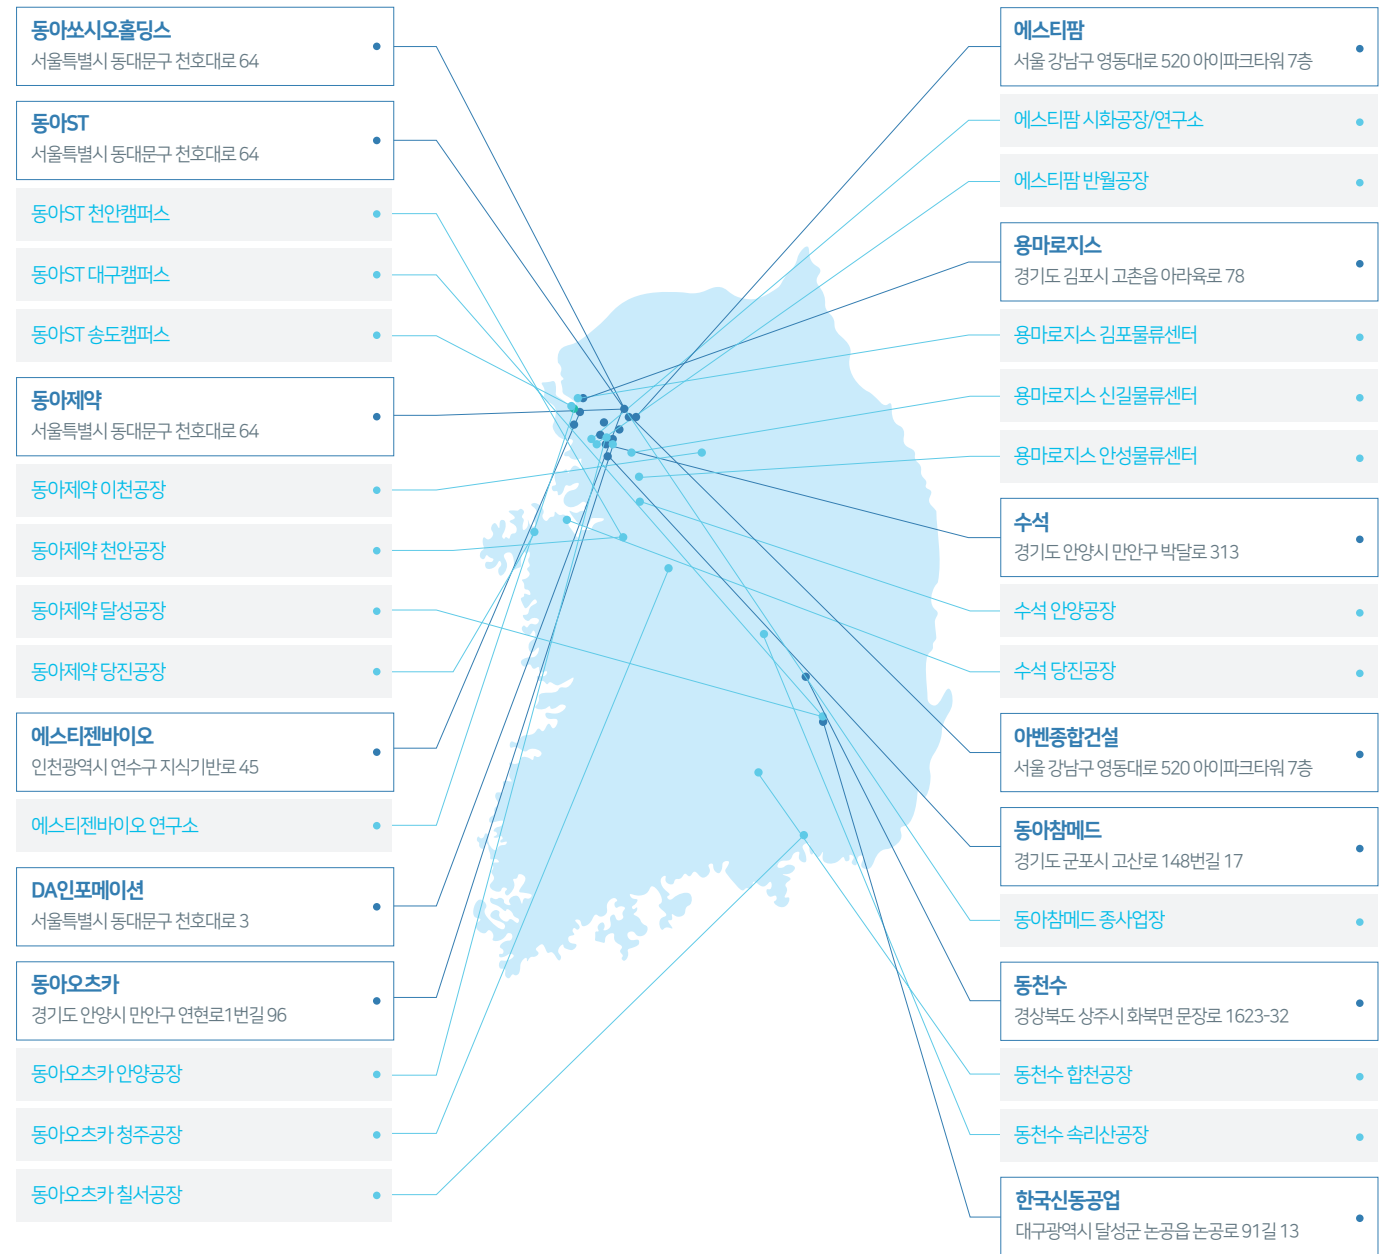 동아쏘시오홀딩스
서울특별시 동대문구 천호대로 64
동아ST
서울특별시 동대문구 천호대로 64
동아ST 천안캠퍼스
동아ST 대구캠퍼스
동아ST 송도캠퍼스
동아제약
서울특별시 동대문구 천호대로 64
동아제약 이천공장
동아제약 천안공장
동아제약 달성공장
동아제약 당진공장
에스티젠바이오
인천광역시 연수구 지식기반로 45
에스티젠바이오 연구소
DA인포메이션
서울특별시 동대문구 천호대로 3
동아오츠카
경기도 안양시 만안구 연현로1번길 96
동아오츠카 안양공장
동아오츠카 청주공장
동아오츠카 칠서공장
에스티팜
서울 강남구 영동대로 520 아이파크타워 7층
에스티팜 시화공장/연구소
에스티팜 반월공장
용마로지스
경기도 김포시 고촌읍 아라육로 78
용마로지스 김포물류센터
용마로지스 신길물류센터
용마로지스 안성물류센터
수석
경기도 안양시 만안구 박달로 313
수석 안양공장
수석 당진공장
아벤종합건설
서울 강남구 영동대로 520 아이파크타워 7층
동아참메드
경기도 군포시 고산로 148번길 17
동아참메드 종사업장
동천수
경상북도 상주시 화북면 문장로 1623-32
동천수 합천공장
동천수 속리산공장
한국신동공업
대구광역시 달성군 논공읍 논공로 91길 13